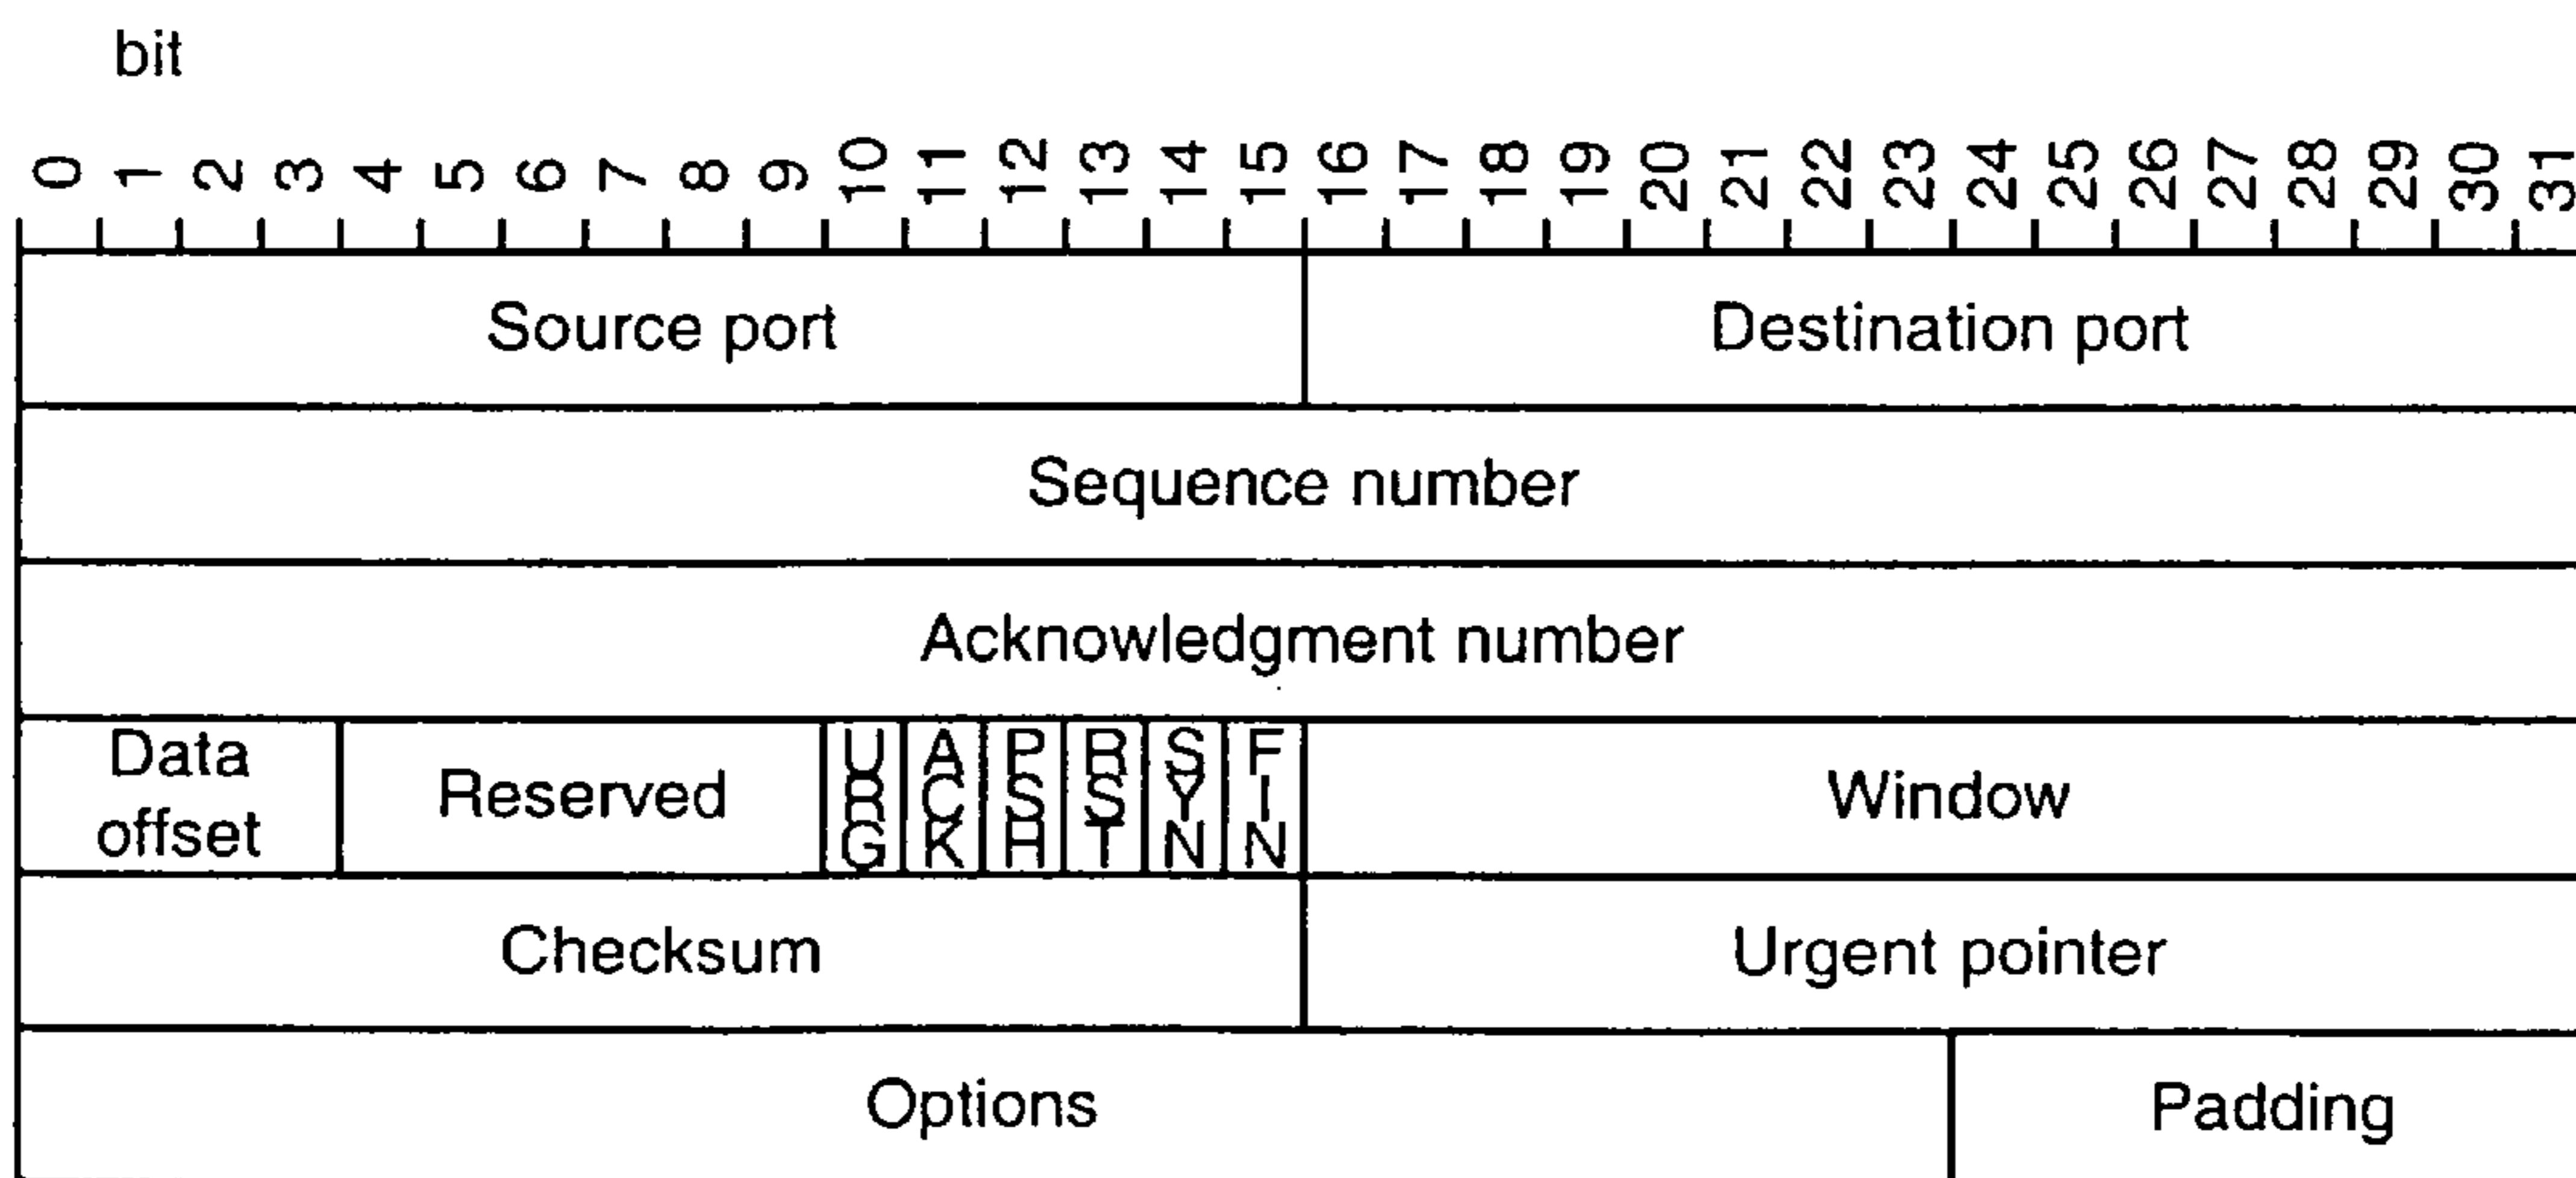 bit
0 1 2 3 4 5 6 7 8 9 10 11 12 13 14 15 16 17 18 19 20 21 22 23 24 25 26 27 28 29 30 31
Source port Destination port
Sequence number
Acknowledgment number
Data offset Reserved URG ACK PSH RST SYN FIN Window
Checksum Urgent pointer
Options Padding